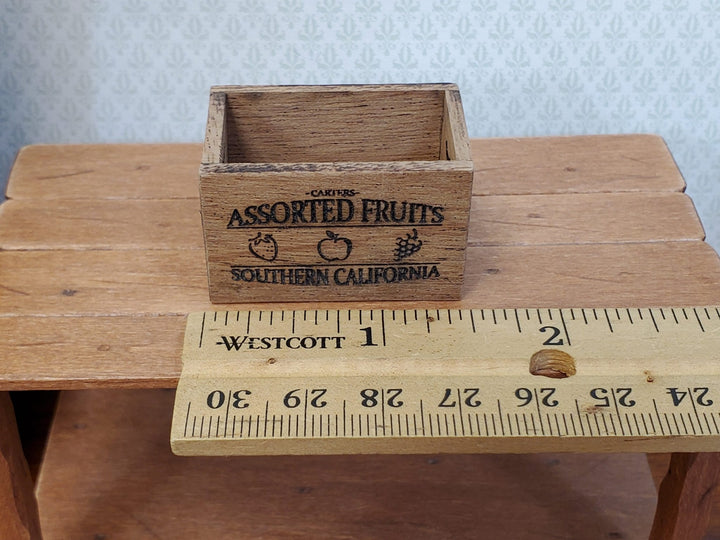 -CARTERS-
ASSORTED FRUITS
SOUTHERN CALIFORNIA
WESTCOTT 1 2
30 29 28 27 26 25 24